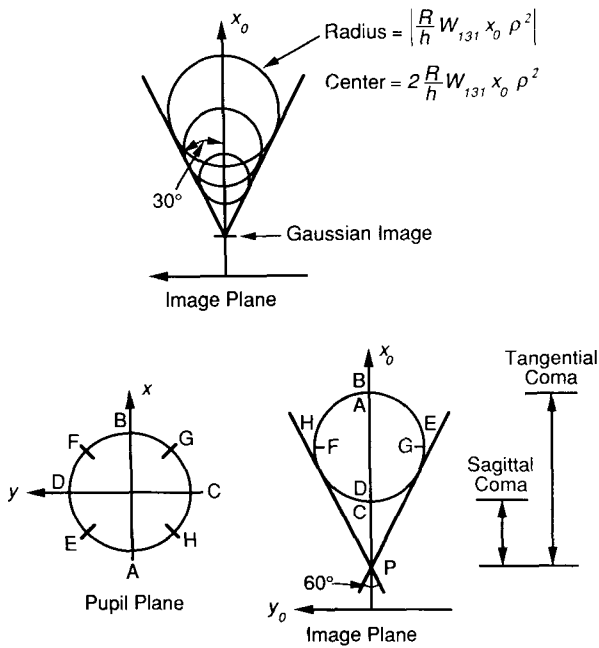 x₀
Radius = |R/h W₁₃₁ x₀ ρ²|
Center = 2 R/h W₁₃₁ x₀ ρ²
30°
Gaussian Image
Image Plane
x
B
F
G
D
y
C
E
H
A
Pupil Plane
x₀
B
A
H
E
F
G
D
C
P
60°
y₀
Image Plane
Tangential
Coma
Sagittal
Coma